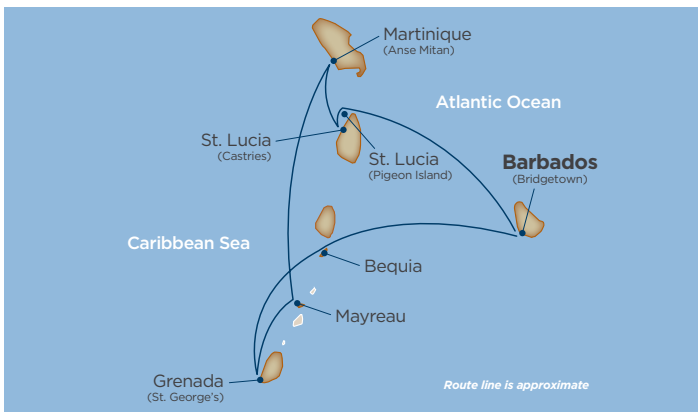 Martinique
(Anse Mitan)
Atlantic Ocean
St. Lucia
(Castries)
St. Lucia
(Pigeon Island)
Barbados
(Bridgetown)
Caribbean Sea
Bequia
Mayreau
Grenada
(St. George's)
Route line is approximate